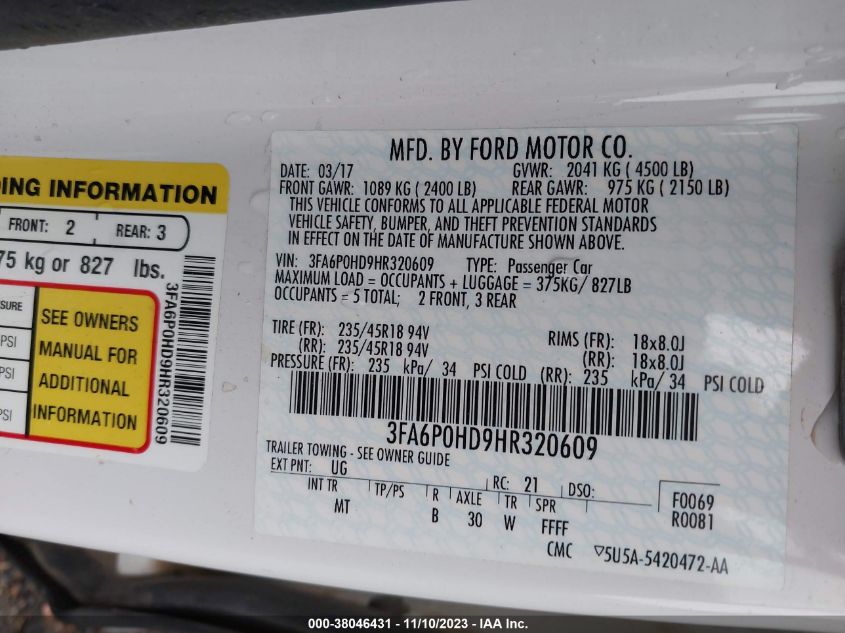 DING INFORMATION
FRONT: 2 REAR: 3
75 kg or 827 lbs.
SURE
PSI
PSI
PSI
SEE OWNERS
MANUAL FOR
ADDITIONAL
INFORMATION
3FA6P0HD9HR320609
MFD. BY FORD MOTOR CO.
DATE: 03/17 GVWR: 2041 KG ( 4500 LB)
FRONT GAWR: 1089 KG ( 2400 LB) REAR GAWR: 975 KG ( 2150 LB)
THIS VEHICLE CONFORMS TO ALL APPLICABLE FEDERAL MOTOR
VEHICLE SAFETY, BUMPER, AND THEFT PREVENTION STANDARDS
IN EFFECT ON THE DATE OF MANUFACTURE SHOWN ABOVE.
VIN: 3FA6P0HD9HR320609 TYPE: Passenger Car
MAXIMUM LOAD = OCCUPANTS + LUGGAGE = 375KG/ 827LB
OCCUPANTS = 5 TOTAL; 2 FRONT, 3 REAR
TIRE (FR): 235/45R18 94V RIMS (FR): 18x8.0J
(RR): 235/45R18 94V (RR): 18x8.0J
PRESSURE (FR): 235 kPa/ 34 PSI COLD (RR): 235 kPa/ 34 PSI COLD
3FA6P0HD9HR320609
TRAILER TOWING - SEE OWNER GUIDE
EXT PNT: UG RC: 21 DSO: F0069
R0081
INT TR TP/PS R AXLE TR SPR
MT B 30 W FFFF
CMC ▽5U5A-5420472-AA
000-38046431 - 11/10/2023 - IAA Inc.